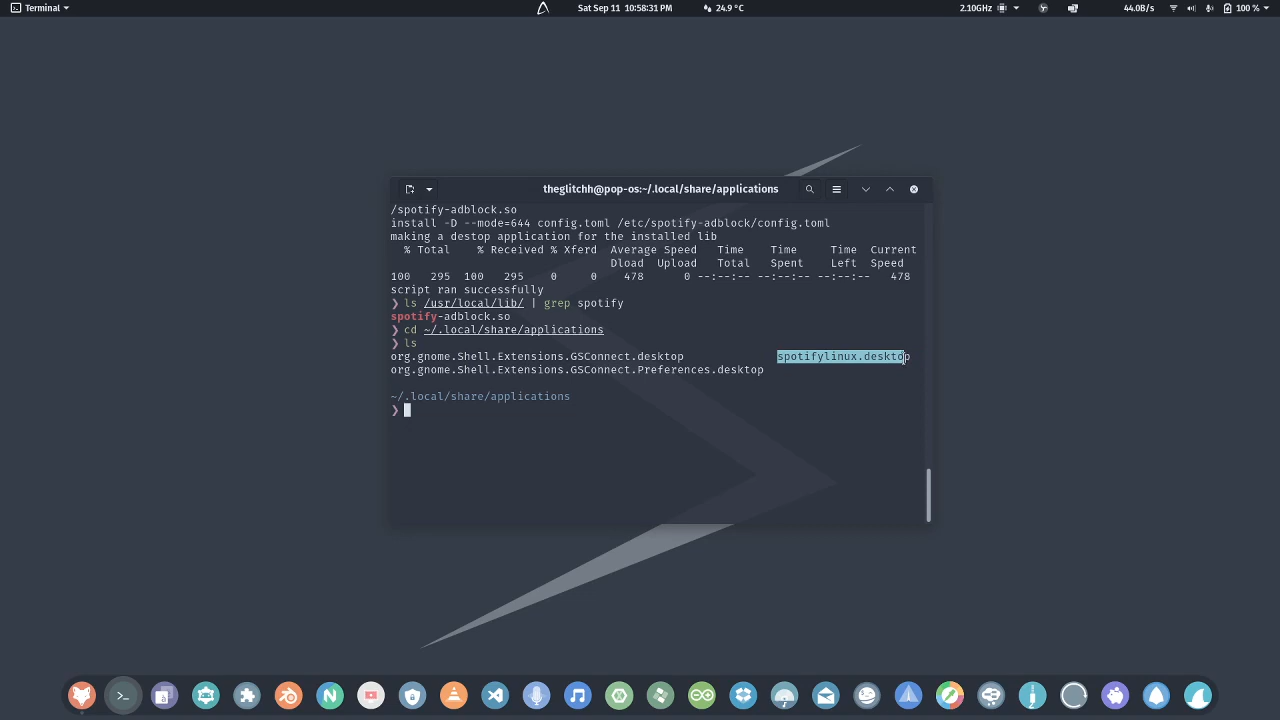 Terminal
Sat Sep 11 10:58:31 PM
24.9 °C
2.10GHz
44.0B/s
100 %
theglitchh@pop-os:~/.local/share/applications
/spotify-adblock.so
install -D --mode=644 config.toml /etc/spotify-adblock/config.toml
making a destop application for the installed lib
% Total % Received % Xferd Average Speed Time Time Time Current
Dload Upload Total Spent Left Speed
100 295 100 295 0 0 478 0 --:--:-- --:--:-- --:--:-- 478
script ran successfully
❯ ls /usr/local/lib/ | grep spotify
spotify-adblock.so
❯ cd ~/.local/share/applications
❯ ls
org.gnome.Shell.Extensions.GSConnect.desktop spotifylinux.desktop
org.gnome.Shell.Extensions.GSConnect.Preferences.desktop
~/.local/share/applications
❯